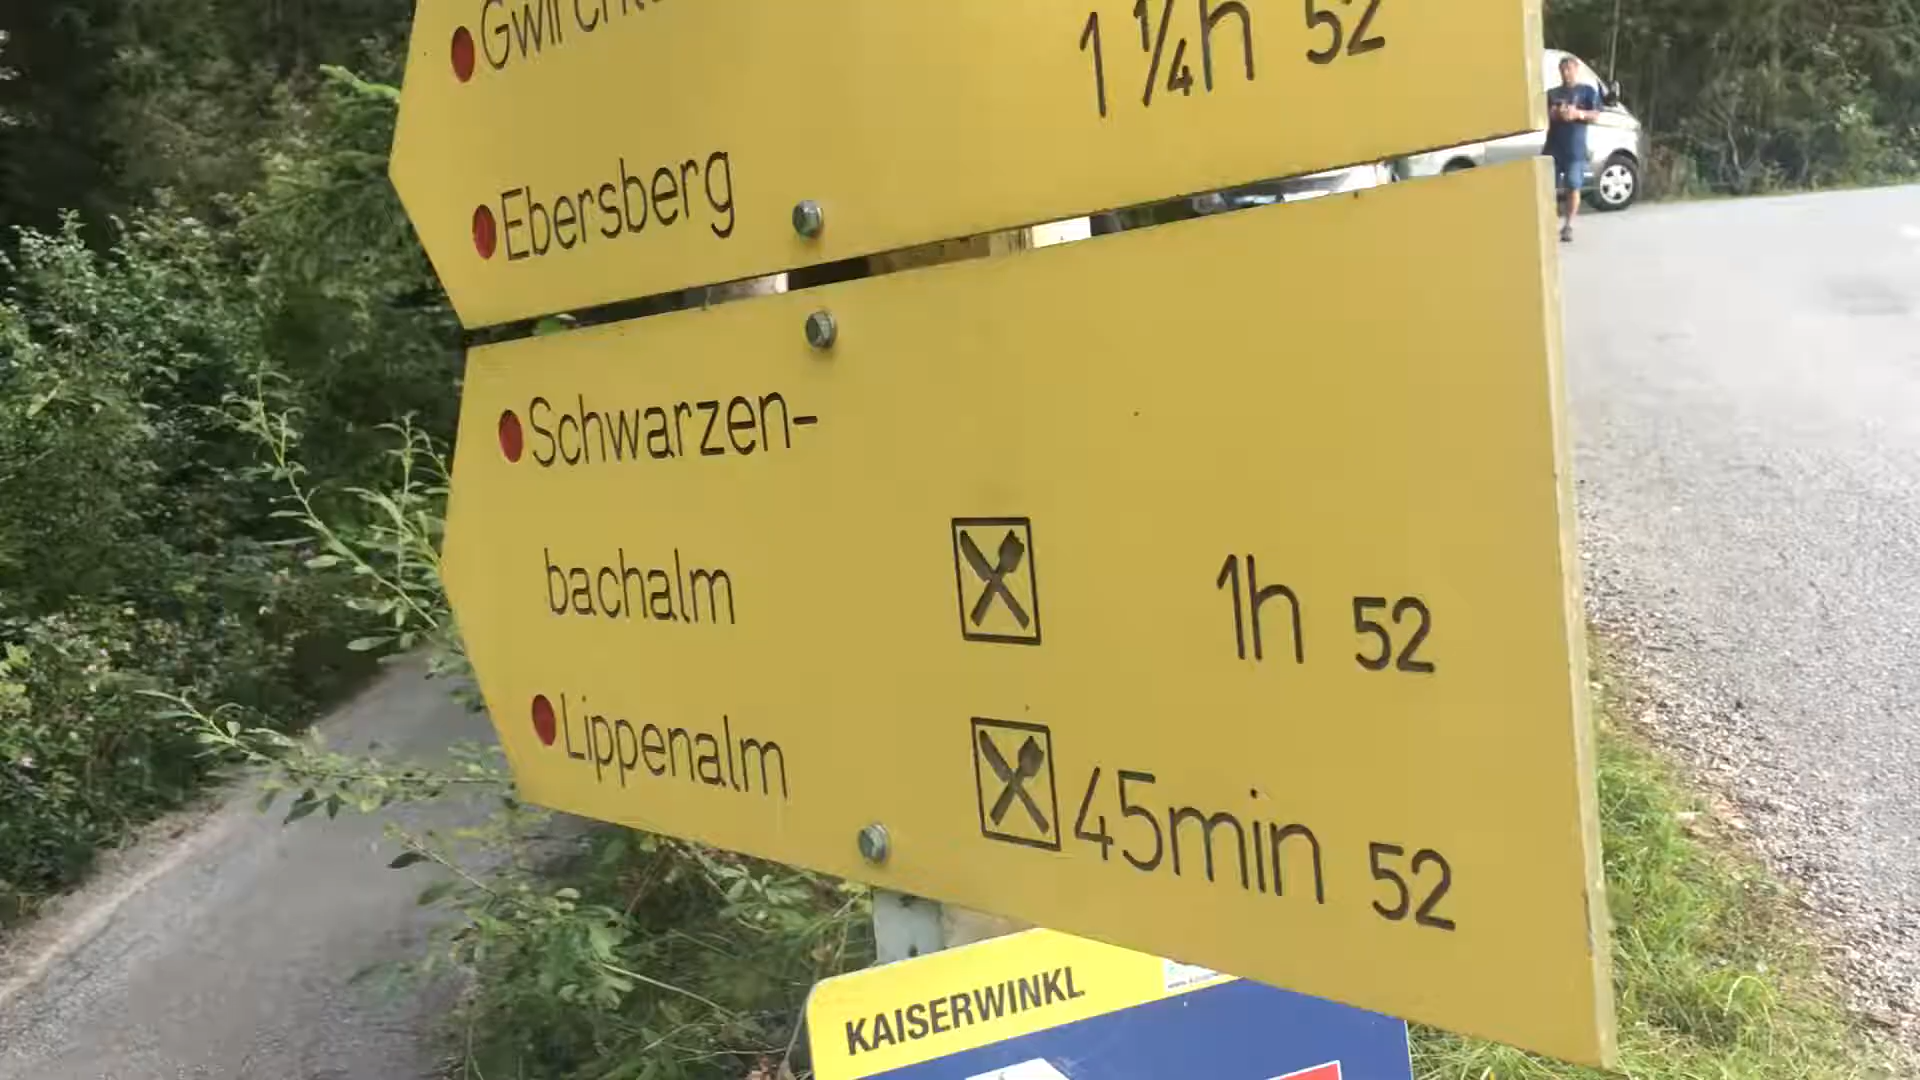 1 1/4h 52
Ebersberg
Schwarzen-
bachalm 1h 52
Lippenalm 45min 52
KAISERWINKL